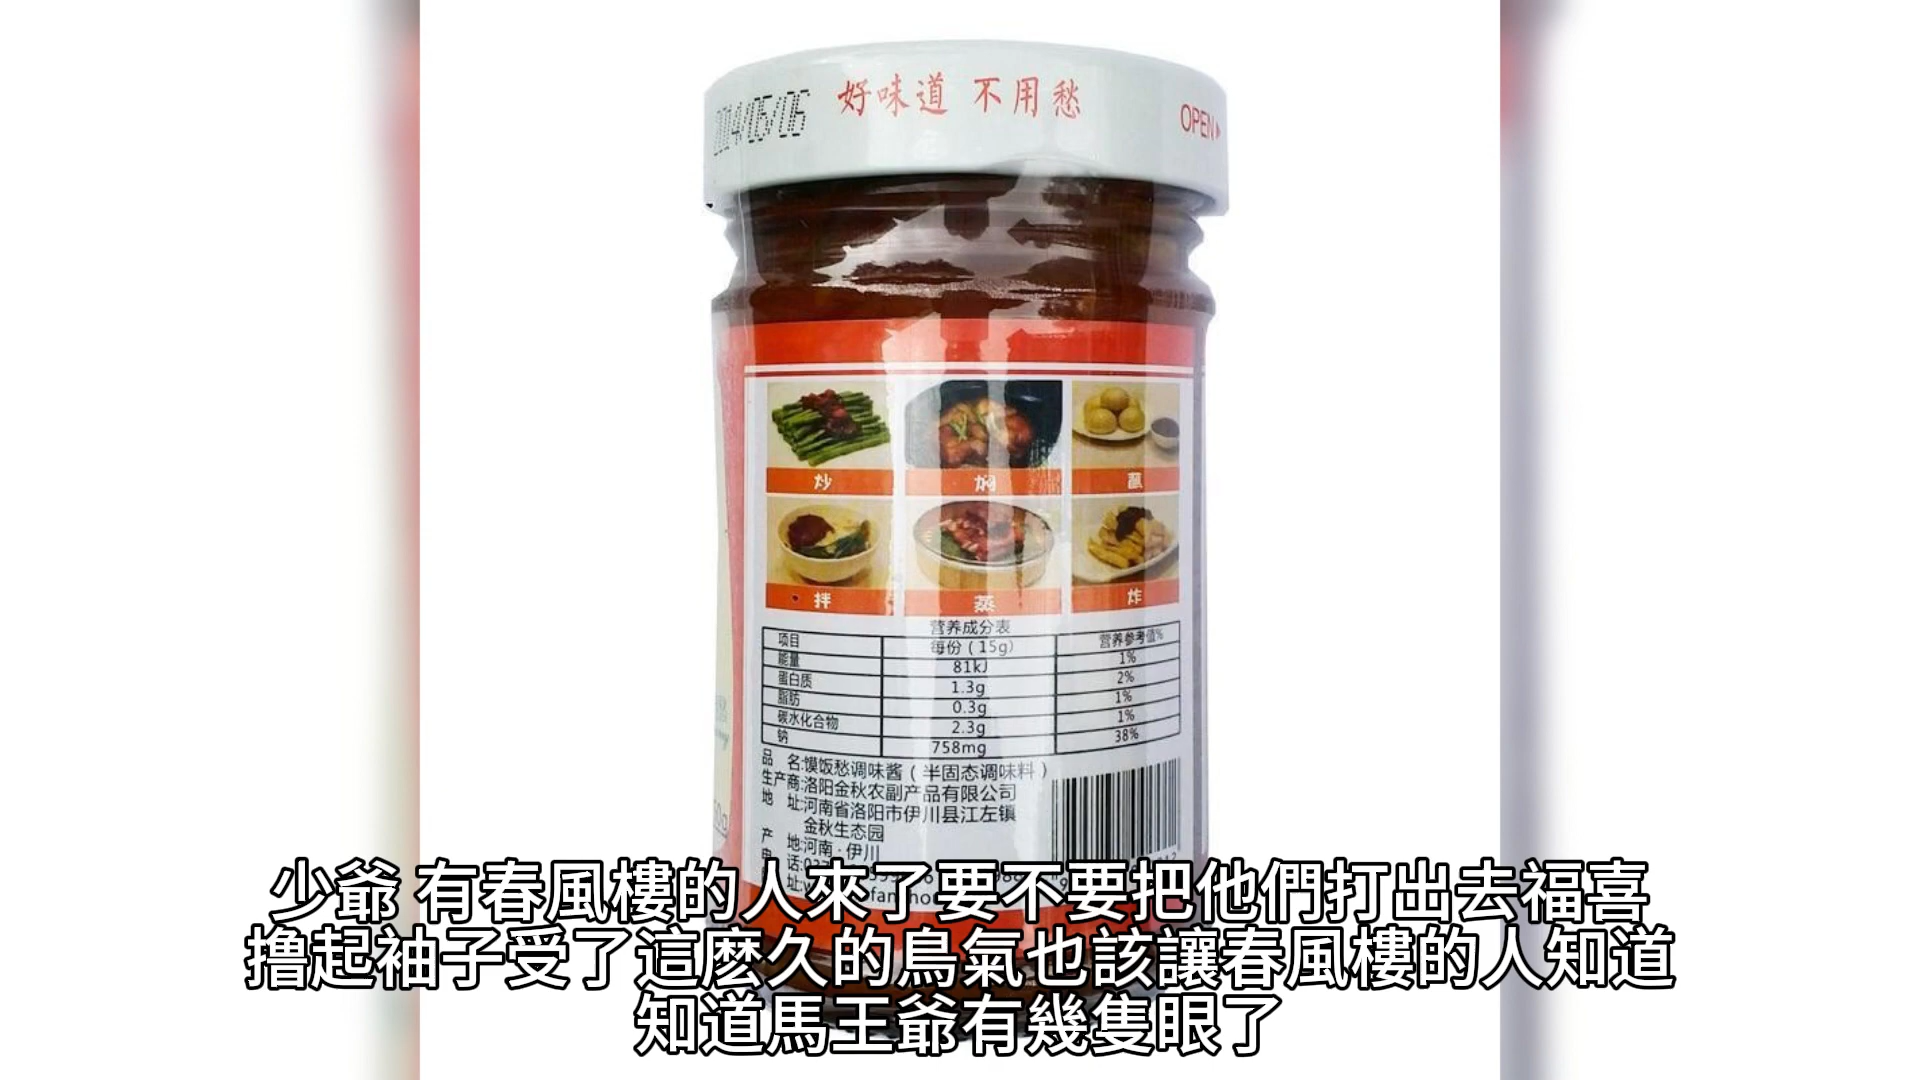 2014/05/06
好味道 不用愁
OPEN
炒 焖 蘸
拌 蒸 炸
营养成分表
项目 每份（15g） 营养参考值%
能量 81kJ 1%
蛋白质 1.3g 2%
脂肪 0.3g 1%
碳水化合物 2.3g 1%
钠 758mg 38%
品 名:馍饭愁调味酱（半固态调味料）
生产商:洛阳金秋农副产品有限公司
地 址:河南省洛阳市伊川县江左镇
金秋生态园
产 地:河南·伊川
少爺 有春風樓的人來了要不要把他們打出去福喜
擼起袖子受了這麽久的鳥氣也該讓春風樓的人知道
知道馬王爺有幾隻眼了